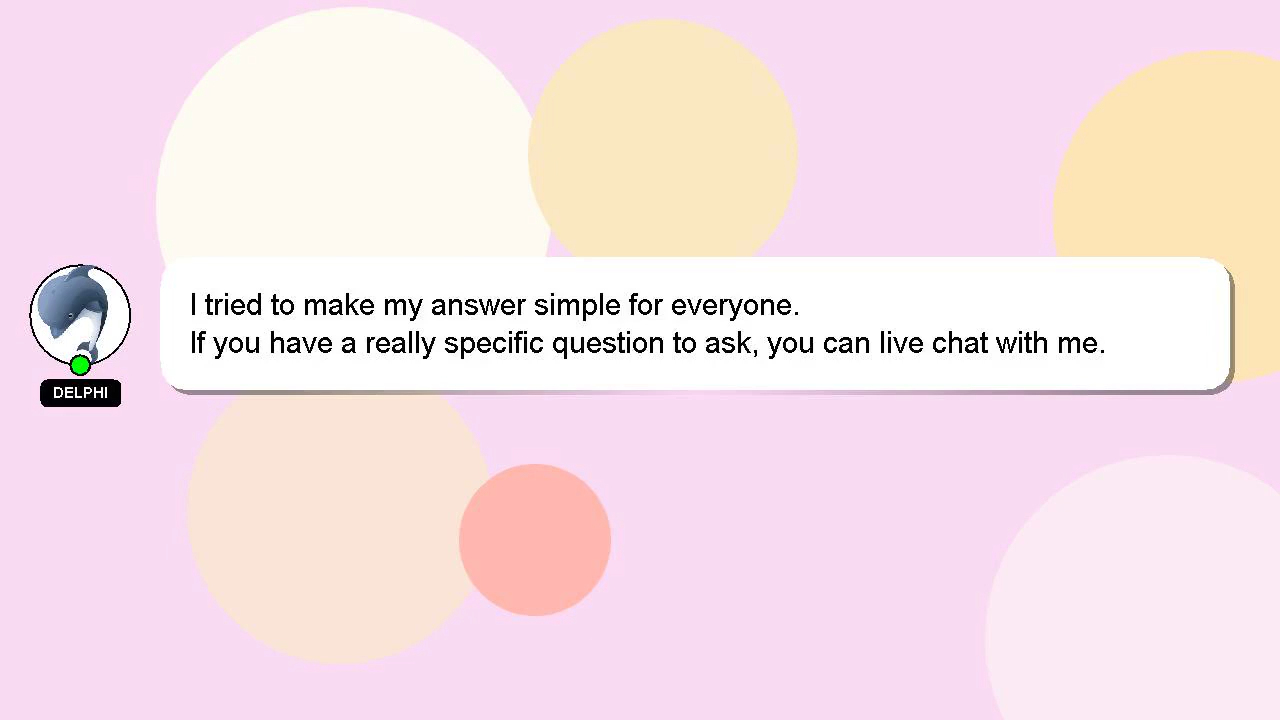 I tried to make my answer simple for everyone.
If you have a really specific question to ask, you can live chat with me.
DELPHI